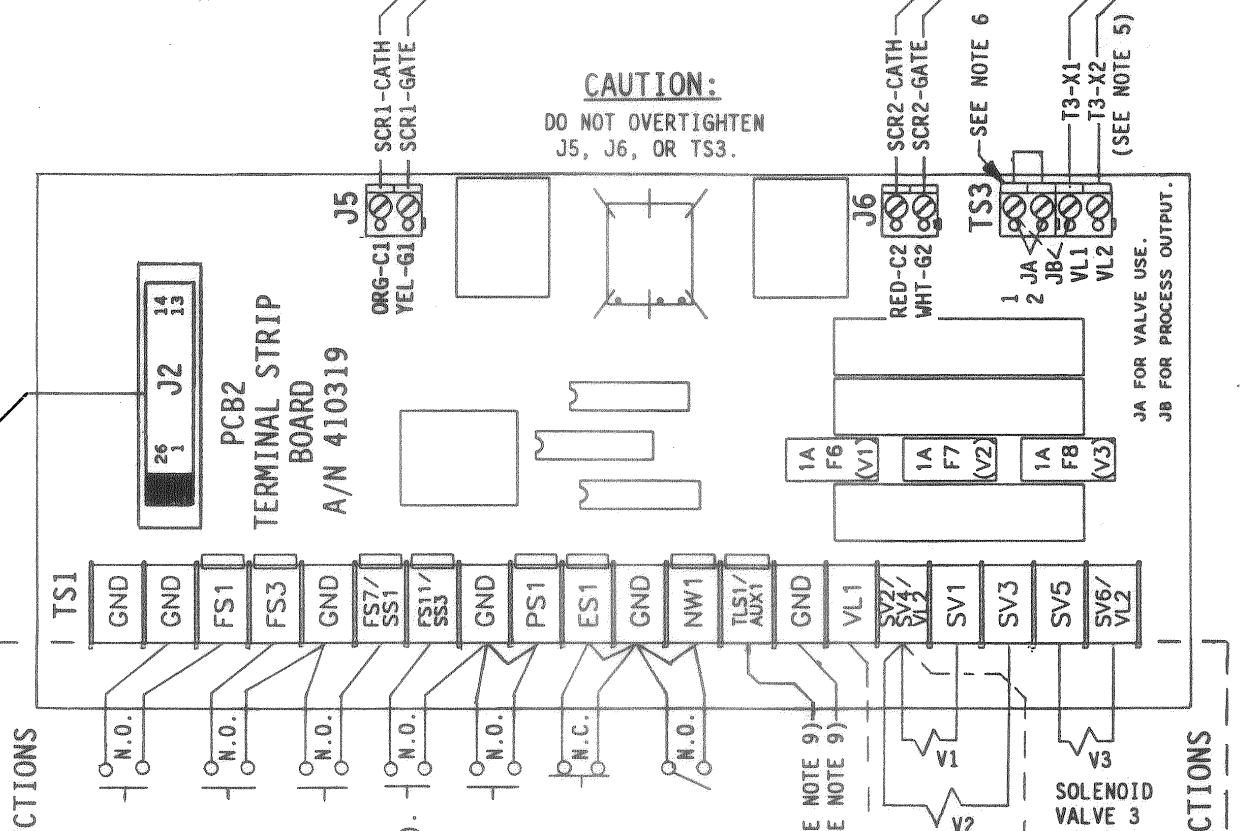 SCR1-CATH
SCR1-GATE
CAUTION:
DO NOT OVERTIGHTEN
J5, J6, OR TS3.
SCR2-CATH
SCR2-GATE
SEE NOTE 6
T3-X1
T3-X2
(SEE NOTE 5)
J5
ORG-C1
YEL-G1
J6
RED-C2
WHT-G2
TS3
1
2
JA
JB
VL1
VL2
JA FOR VALVE USE.
JB FOR PROCESS OUTPUT.
14
13
J2
26
1
PCB2
TERMINAL STRIP
BOARD
A/N 410319
1A
F6
(V1)
1A
F7
(V2)
1A
F8
(V3)
TS1
GND
GND
FS1
FS3
GND
FS7/
SS1
FS11/
SS3
GND
PS1
ES1
GND
NW1
TLS1/
AUX1
GND
VL1
SV2/
SV4/
VL2
SV1
SV3
SV5
SV6/
VL2
N.O.
N.O.
N.O.
N.O.
N.O.
N.C.
N.O.
E NOTE 9)
E NOTE 9)
V1
V2
V3
SOLENOID
VALVE 3
CTIONS
CTIONS
).